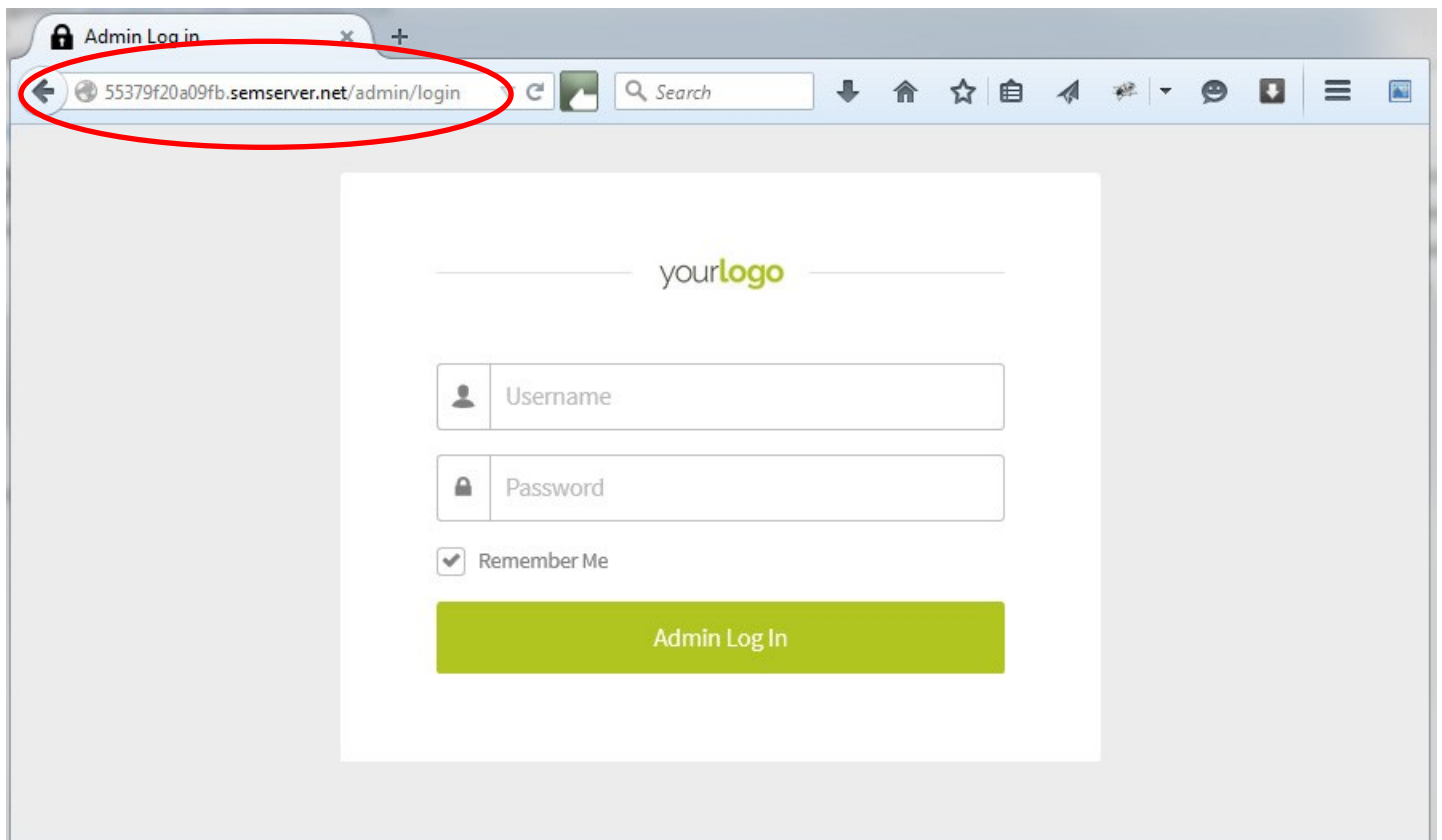 Admin Log in
55379f20a09fb.semserver.net/admin/login
Search
yourlogo
Username
Password
Remember Me
Admin Log In